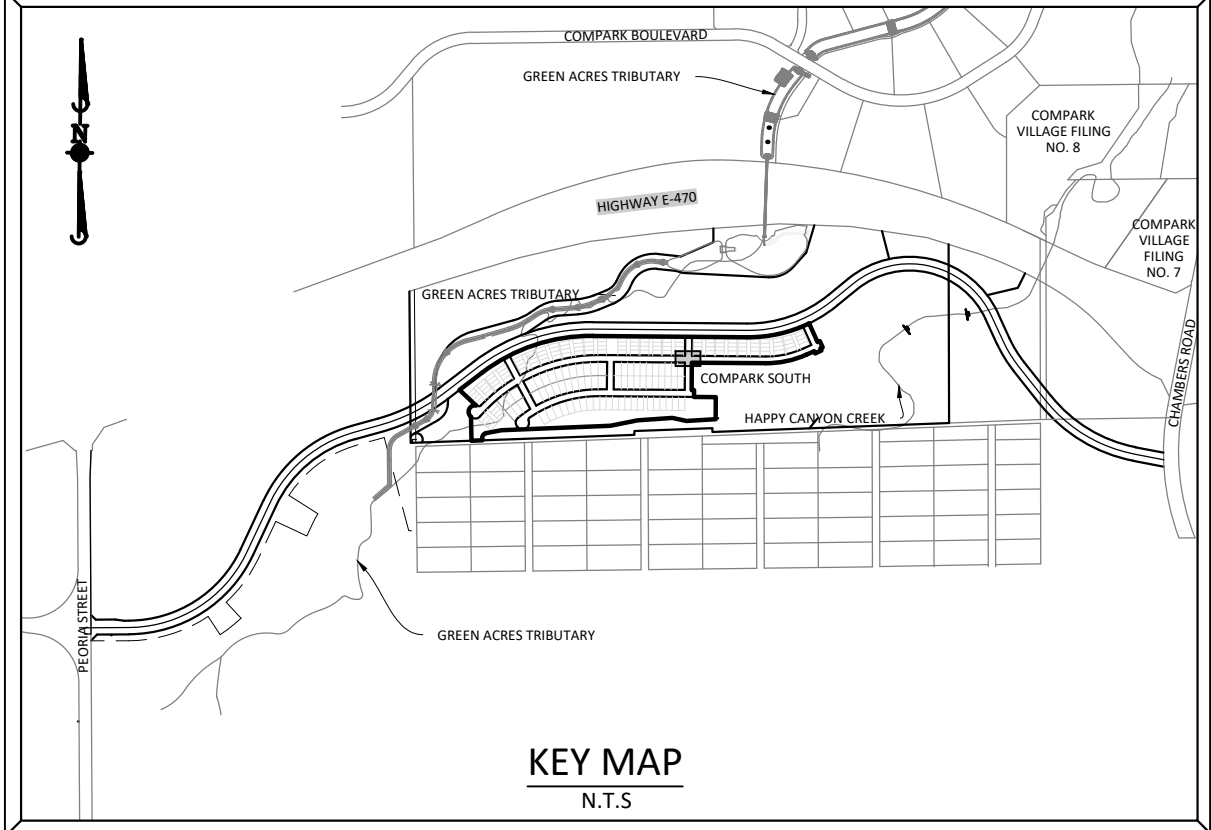 COMPARK BOULEVARD
GREEN ACRES TRIBUTARY
COMPARK
VILLAGE FILING
NO. 8
N
HIGHWAY E-470
COMPARK
VILLAGE
FILING
NO. 7
GREEN ACRES TRIBUTARY
COMPARK SOUTH
HAPPY CANYON CREEK
CHAMBERS ROAD
PEORIA STREET
GREEN ACRES TRIBUTARY
KEY MAP
N.T.S